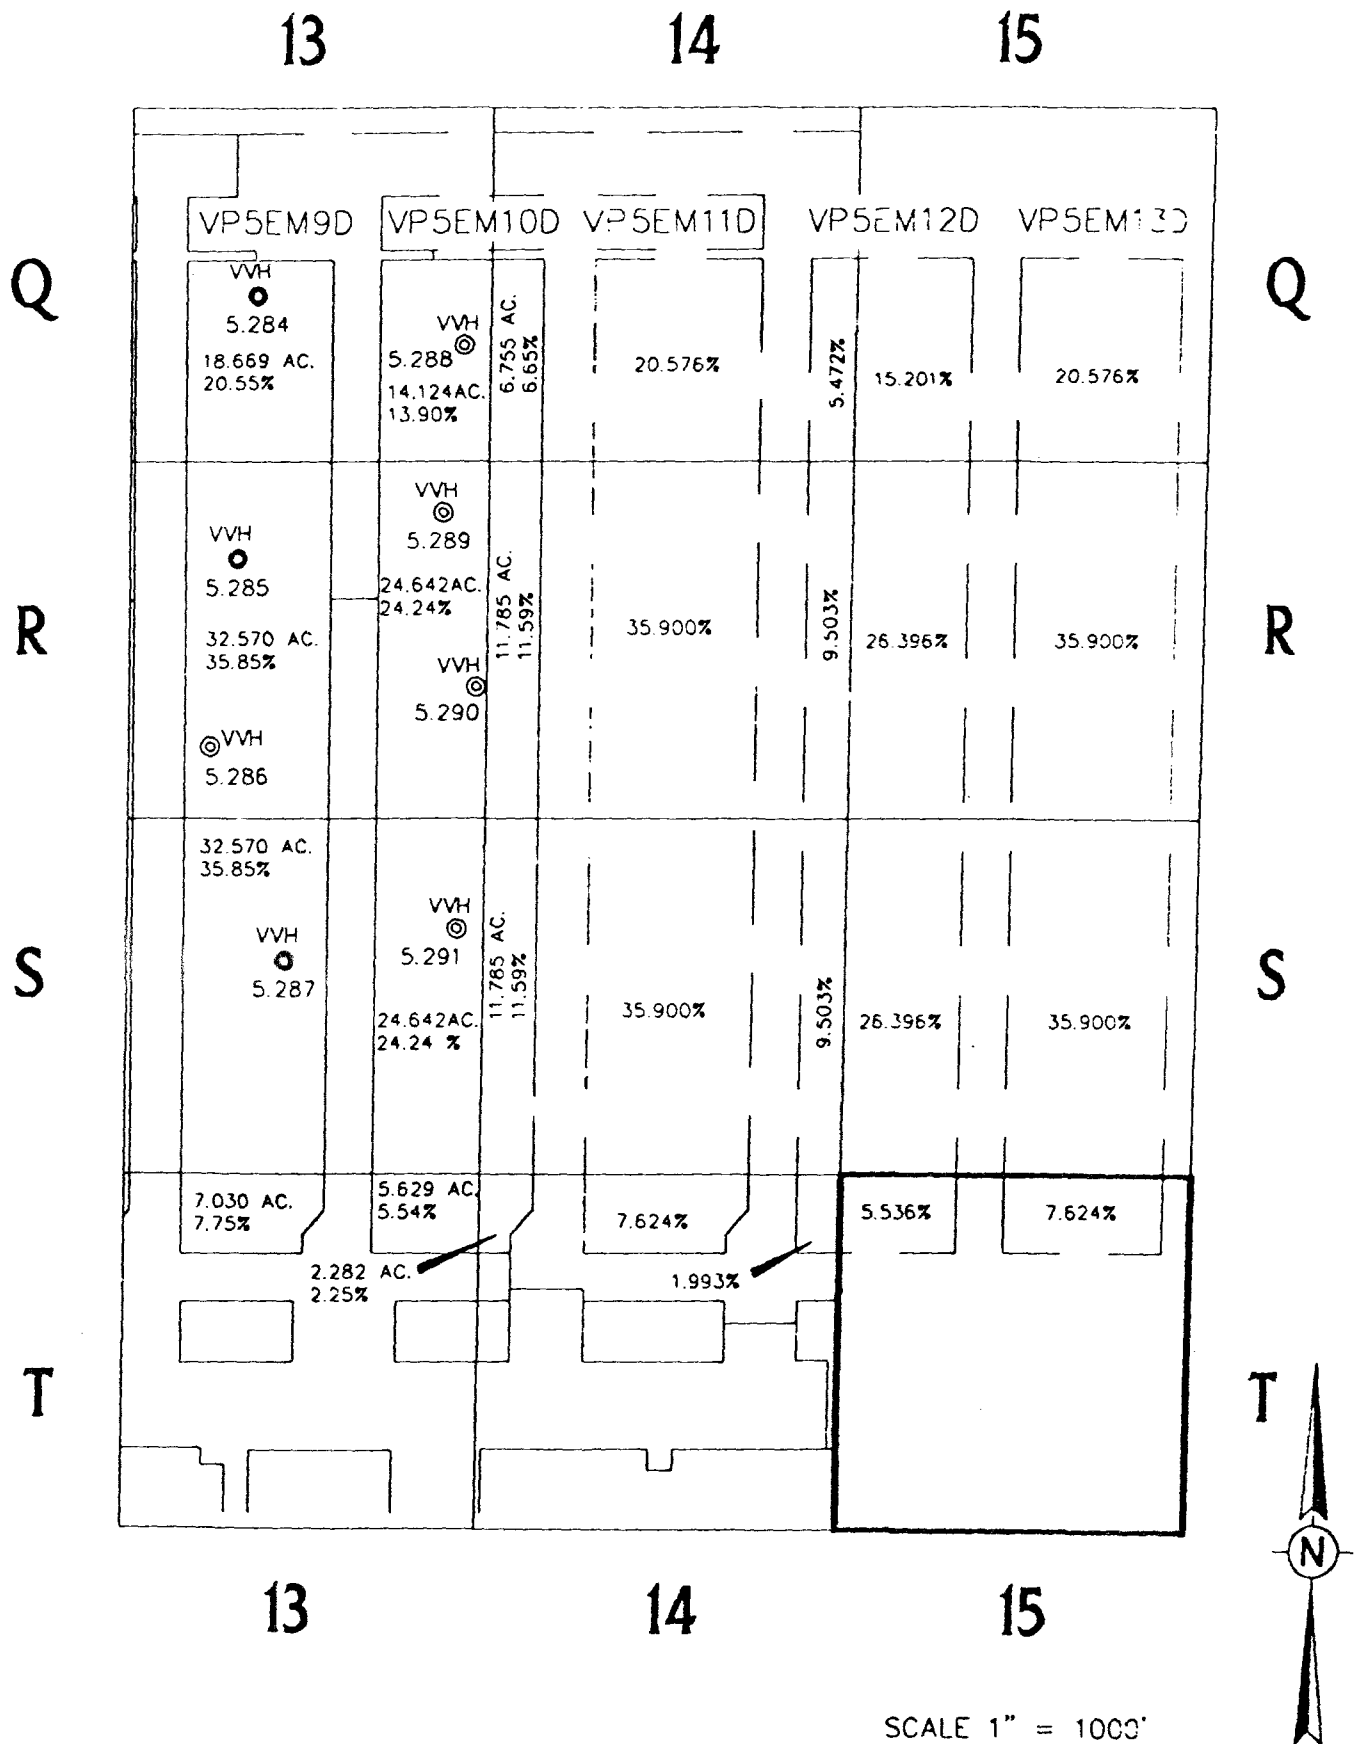 13 14 15
VP5EM9D VP5EM10D VP5EM11D VP5EM12D VP5EM13D
Q Q
VVH
5.284
18.669 AC.
20.55%
VVH
5.288
14.124AC.
13.90%
6.755 AC.
6.65%
20.576%
5.472%
15.201%
20.576%
R R
VVH
5.285
32.570 AC.
35.85%
VVH
5.286
VVH
5.289
24.642AC.
24.24%
VVH
5.290
11.785 AC.
11.59%
35.900%
9.503%
26.396%
35.900%
S S
32.570 AC.
35.85%
VVH
5.287
VVH
5.291
24.642AC.
24.24 %
11.785 AC.
11.59%
35.900%
9.503%
26.396%
35.900%
T T
7.030 AC.
7.75%
5.629 AC.
5.54%
2.282 AC.
2.25%
7.624%
1.993%
5.536%
7.624%
N
13 14 15
SCALE 1" = 1000'